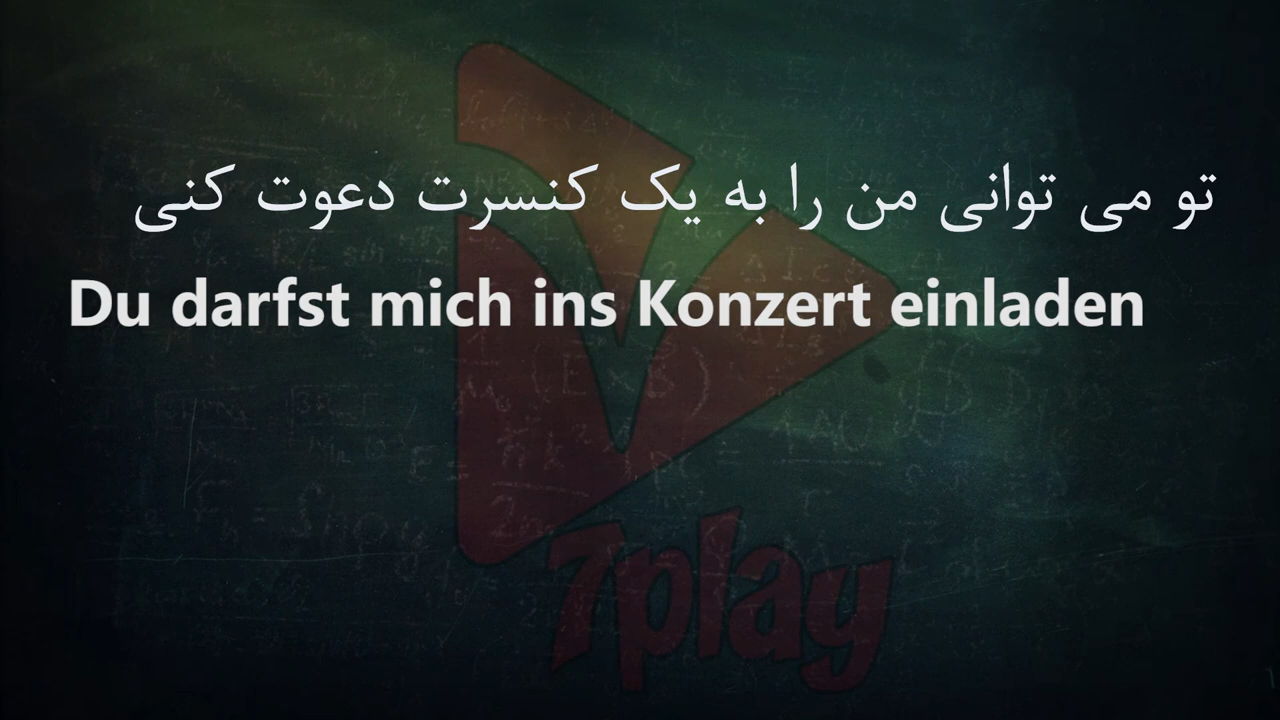 تو می توانی من را به یک کنسرت دعوت کنی
Du darfst mich ins Konzert einladen
7play